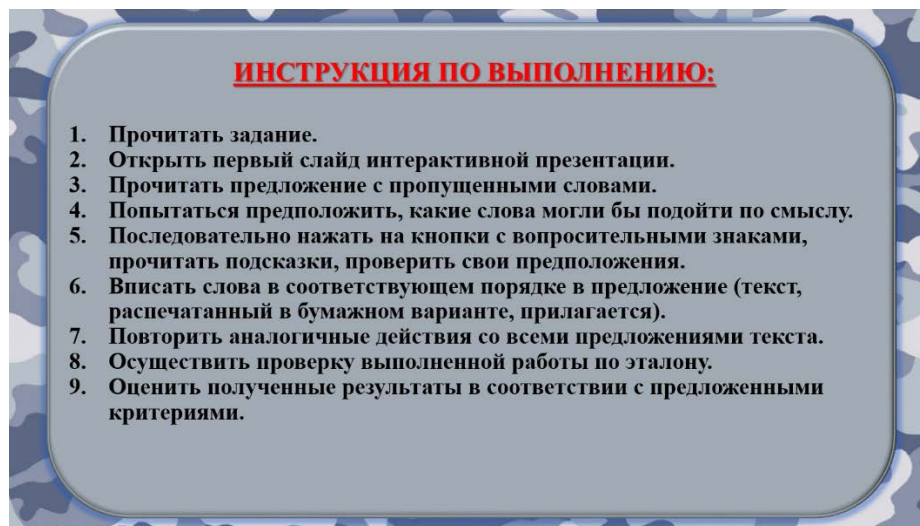 ИНСТРУКЦИЯ ПО ВЫПОЛНЕНИЮ:
1. Прочитать задание.
2. Открыть первый слайд интерактивной презентации.
3. Прочитать предложение с пропущенными словами.
4. Попытаться предположить, какие слова могли бы подойти по смыслу.
5. Последовательно нажать на кнопки с вопросительными знаками,
прочитать подсказки, проверить свои предположения.
6. Вписать слова в соответствующем порядке в предложение (текст,
распечатанный в бумажном варианте, прилагается).
7. Повторить аналогичные действия со всеми предложениями текста.
8. Осуществить проверку выполненной работы по эталону.
9. Оценить полученные результаты в соответствии с предложенными
критериями.